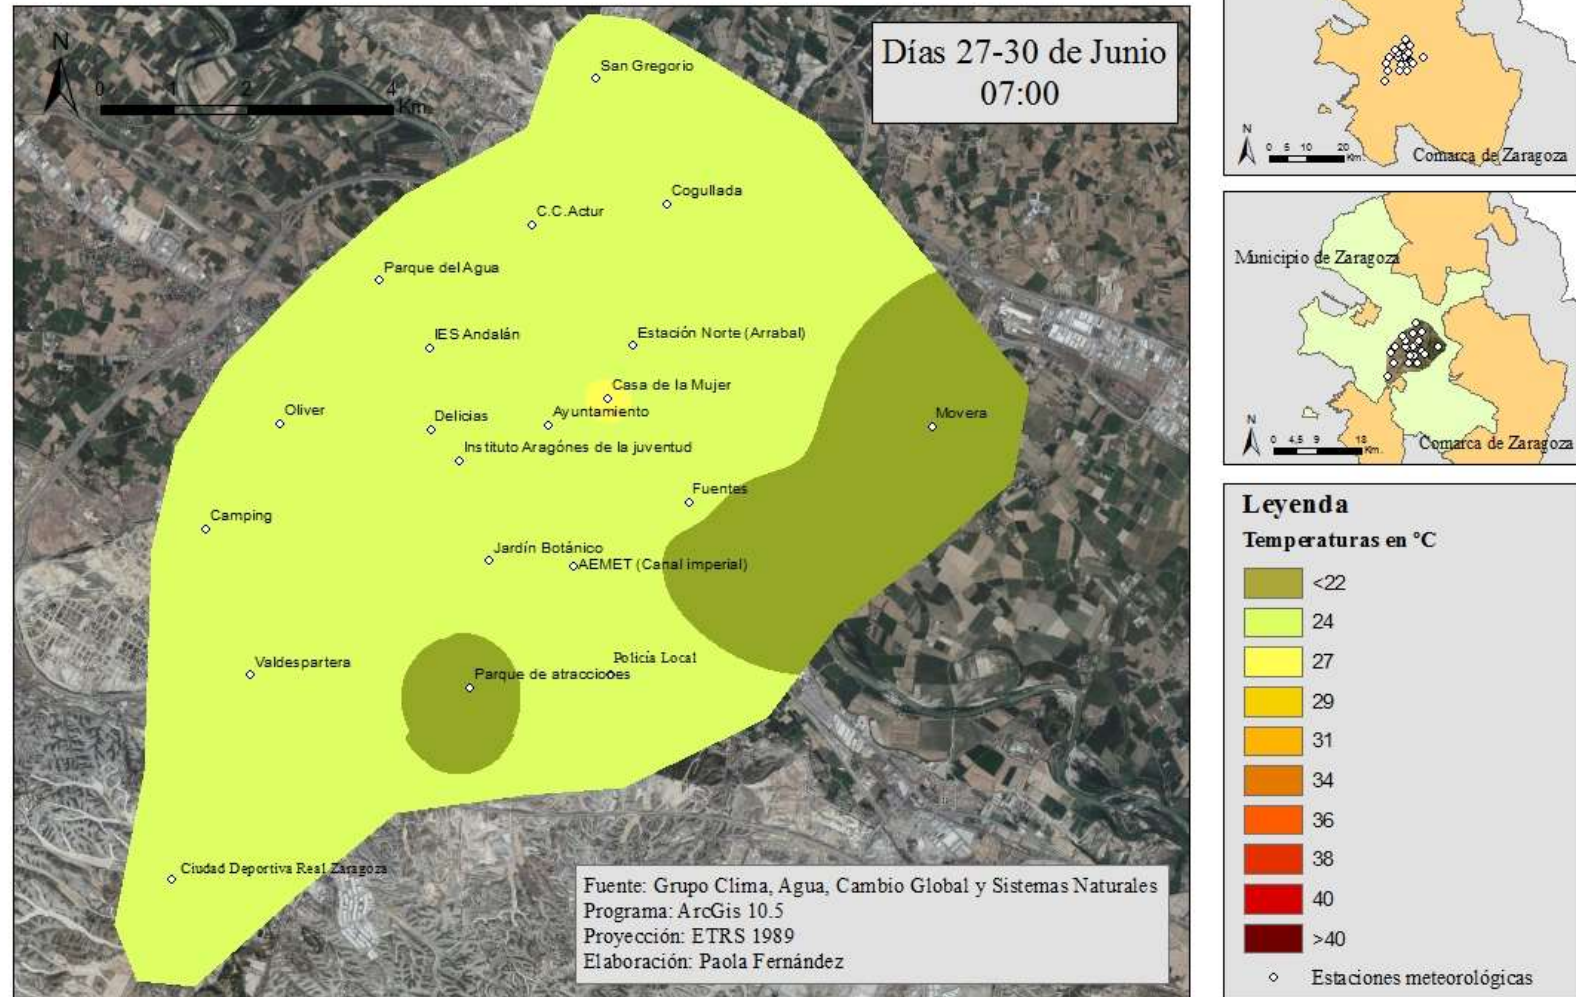 N
0 1 2 4
Km.
Días 27-30 de Junio
07:00
San Gregorio
Cogullada
C.C.Actur
Parque del Agua
IES Andalán
Estación Norte (Arrabal)
Casa de la Mujer
Ayuntamiento
Oliver
Delicias
Movera
Instituto Aragónes de la juventud
Fuentes
Camping
Jardín Botánico
AEMET (Canal imperial)
Valdespartera
Policía Local
Parque de atracciones
Ciudad Deportiva Real Zaragoza
Fuente: Grupo Clima, Agua, Cambio Global y Sistemas Naturales
Programa: ArcGis 10.5
Proyección: ETRS 1989
Elaboración: Paola Fernández
N
0 5 10 20
Km.
Comarca de Zaragoza
Municipio de Zaragoza
N
0 4,5 9 18
Km.
Comarca de Zaragoza
Leyenda
Temperaturas en °C
<22
24
27
29
31
34
36
38
40
>40
Estaciones meteorológicas